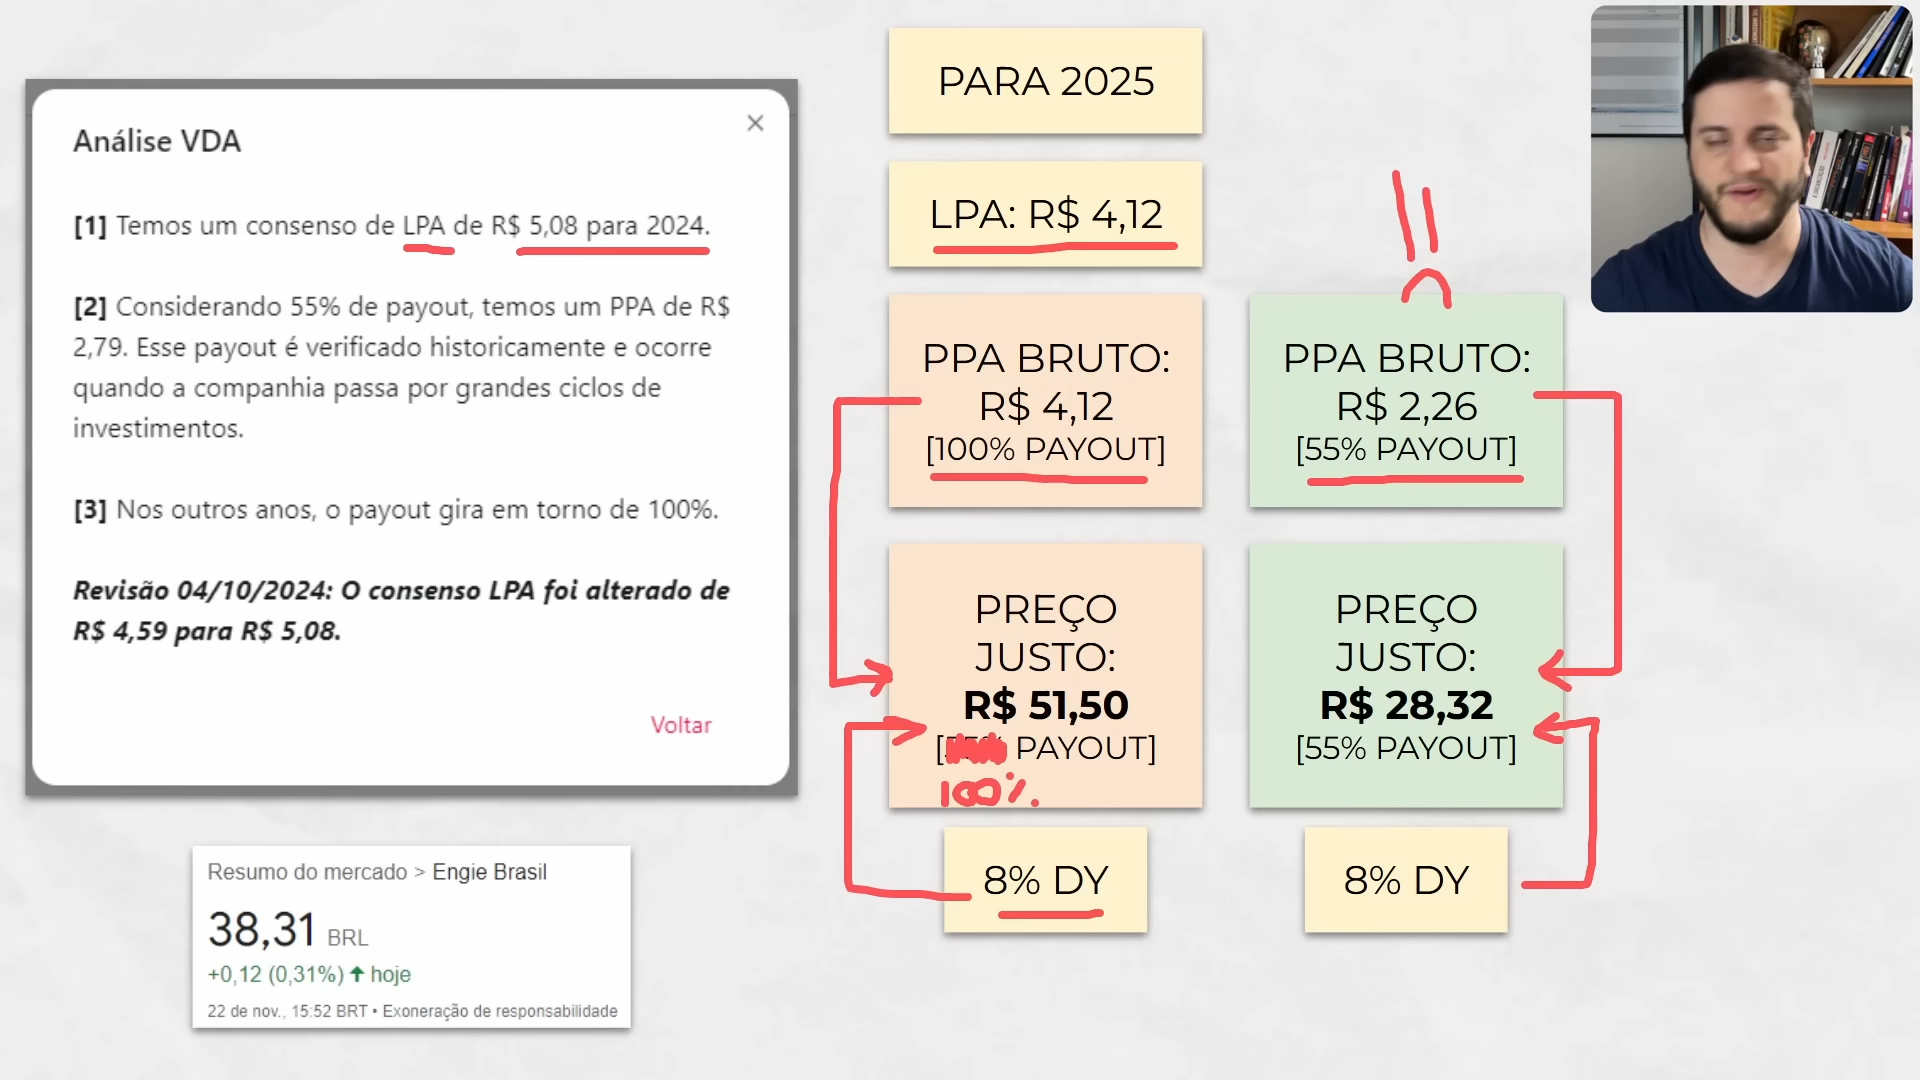 Análise VDA
×
[1] Temos um consenso de LPA de R$ 5,08 para 2024.
[2] Considerando 55% de payout, temos um PPA de R$
2,79. Esse payout é verificado historicamente e ocorre
quando a companhia passa por grandes ciclos de
investimentos.
[3] Nos outros anos, o payout gira em torno de 100%.
Revisão 04/10/2024: O consenso LPA foi alterado de
R$ 4,59 para R$ 5,08.
Voltar
Resumo do mercado > Engie Brasil
38,31 BRL
+0,12 (0,31%) ↑ hoje
22 de nov., 15:52 BRT • Exoneração de responsabilidade
PARA 2025
LPA: R$ 4,12
PPA BRUTO:
R$ 4,12
[100% PAYOUT]
PREÇO
JUSTO:
R$ 51,50
[ PAYOUT]
100%.
8% DY
PPA BRUTO:
R$ 2,26
[55% PAYOUT]
PREÇO
JUSTO:
R$ 28,32
[55% PAYOUT]
8% DY